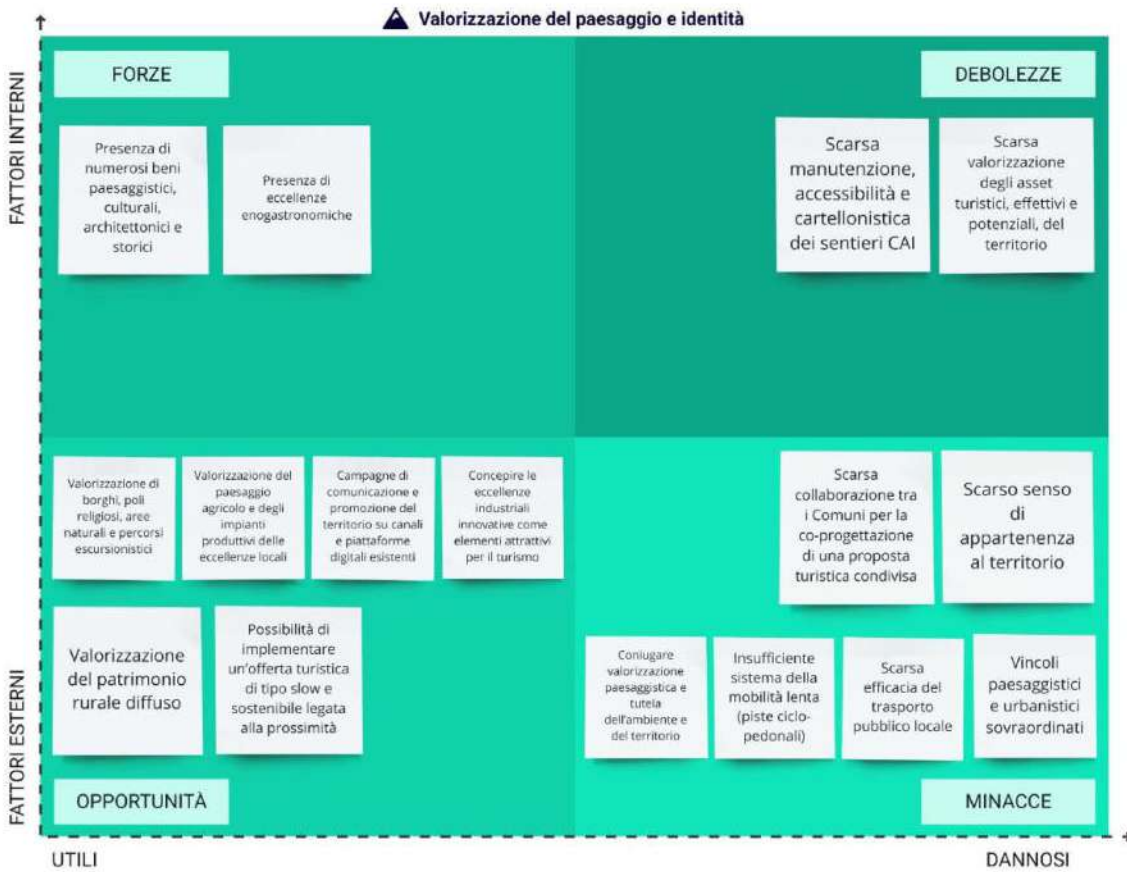 Valorizzazione del paesaggio e identità
FATTORI INTERNI
FORZE
Presenza di
numerosi beni
paesaggistici,
culturali,
architettonici e
storici
Presenza di
eccellenze
enogastronomiche
DEBOLEZZE
Scarsa
manutenzione,
accessibilità e
cartellonistica
dei sentieri CAI
Scarsa
valorizzazione
degli asset
turistici, effettivi e
potenziali, del
territorio
FATTORI ESTERNI
Valorizzazione di
borghi, poli
religiosi, aree
naturali e percorsi
escursionistici
Valorizzazione del
paesaggio
agricolo e degli
impianti
produttivi delle
eccellenze locali
Campagne di
comunicazione e
promozione del
territorio su canali
e piattaforme
digitali esistenti
Concepire le
eccellenze
industriali
innovative come
elementi attrattivi
per il turismo
Valorizzazione
del patrimonio
rurale diffuso
Possibilità di
implementare
un'offerta turistica
di tipo slow e
sostenibile legata
alla prossimità
OPPORTUNITÀ
Scarsa
collaborazione tra
i Comuni per la
co-progettazione
di una proposta
turistica condivisa
Scarso senso
di
appartenenza
al territorio
Coniugare
valorizzazione
paesaggistica e
tutela
dell'ambiente e
del territorio
Insufficiente
sistema della
mobilità lenta
(piste ciclo-
pedonali)
Scarsa
efficacia del
trasporto
pubblico locale
Vincoli
paesaggistici
e urbanistici
sovraordinati
MINACCE
UTILI
DANNOSI